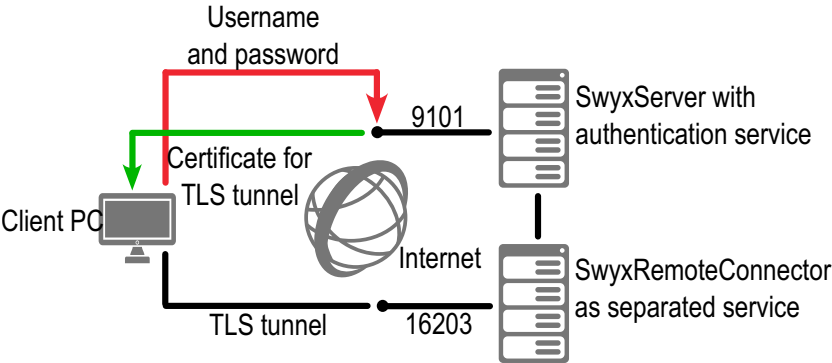 Username
and password
9101
SwyxServer with
authentication service
Certificate for
TLS tunnel
Client PC
Internet
SwyxRemoteConnector
as separated service
TLS tunnel
16203